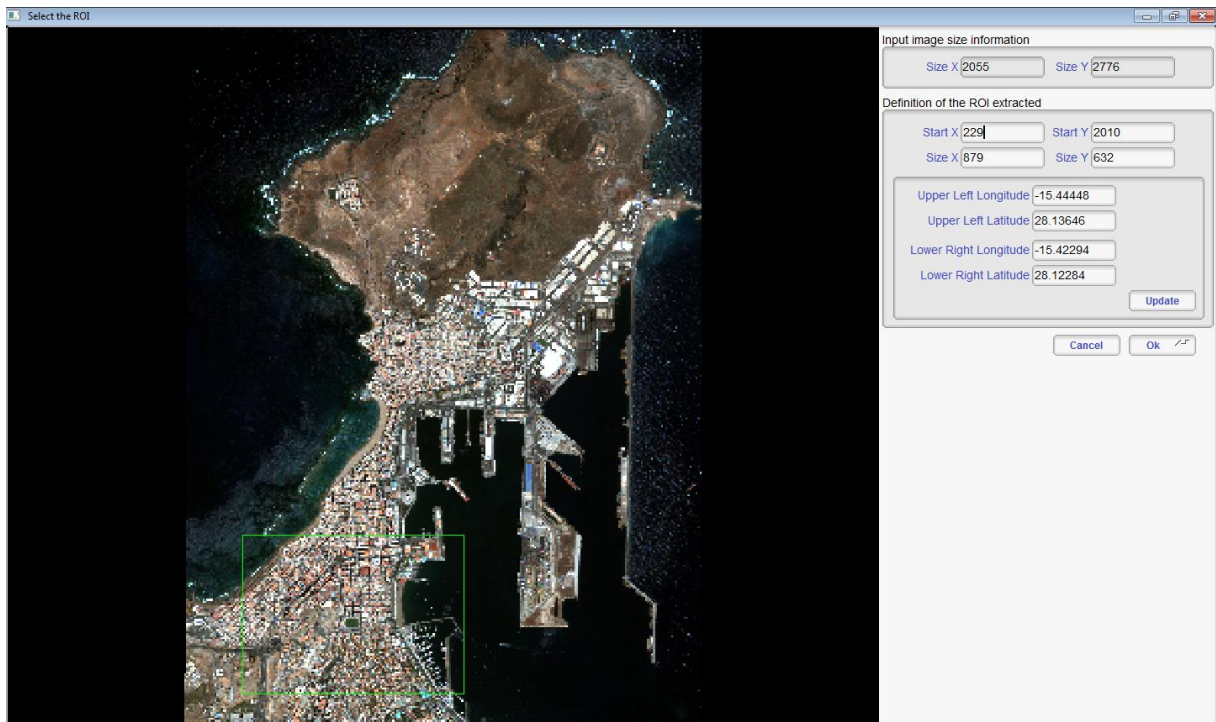 Select the ROI
Input image size information
Size X 2055 Size Y 2776
Definition of the ROI extracted
Start X 229 Start Y 2010
Size X 879 Size Y 632
Upper Left Longitude -15.44448
Upper Left Latitude 28.13646
Lower Right Longitude -15.42294
Lower Right Latitude 28.12284
Update
Cancel Ok